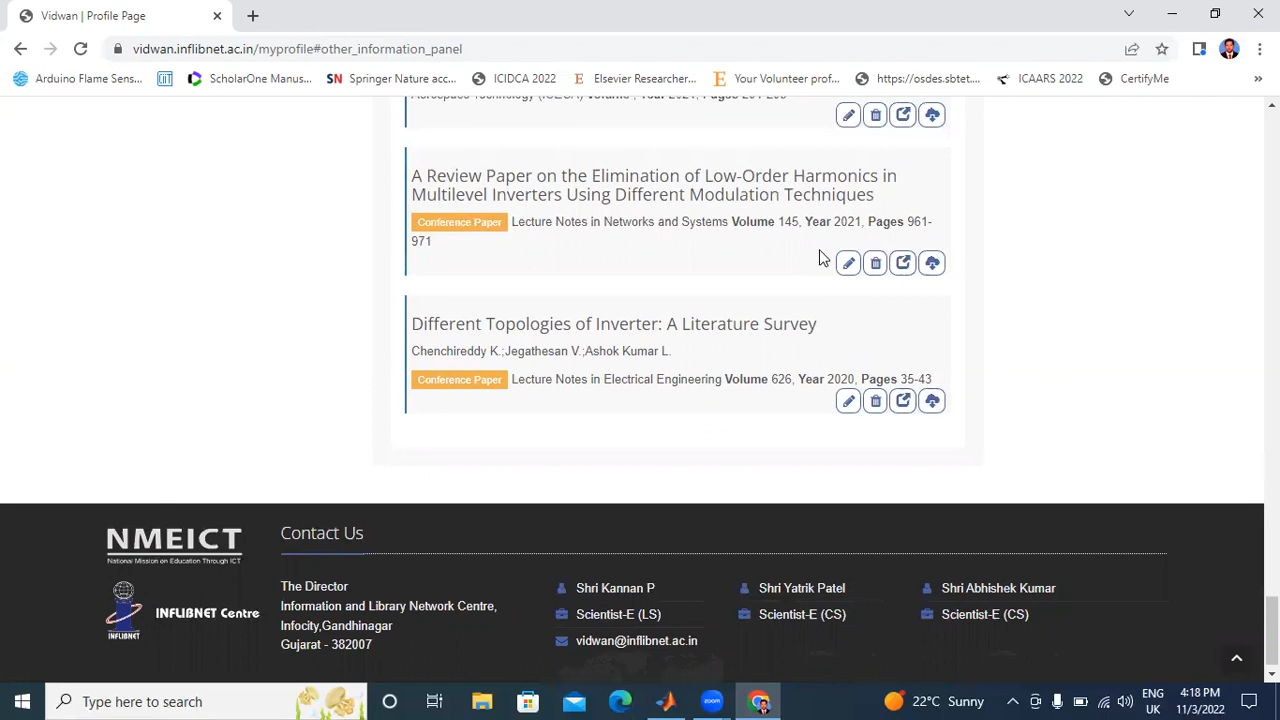 Vidwan | Profile Page
vidwan.inflibnet.ac.in/myprofile#other_information_panel
Arduino Flame Sens...
ScholarOne Manus...
SN Springer Nature acc...
ICIDCA 2022
E Elsevier Researcher...
E Your Volunteer prof...
https://osdes.sbtet....
ICAARS 2022
CertifyMe
»
A Review Paper on the Elimination of Low-Order Harmonics in
Multilevel Inverters Using Different Modulation Techniques
Conference Paper Lecture Notes in Networks and Systems Volume 145, Year 2021, Pages 961-
971
Different Topologies of Inverter: A Literature Survey
Chenchireddy K.;Jegathesan V.;Ashok Kumar L.
Conference Paper Lecture Notes in Electrical Engineering Volume 626, Year 2020, Pages 35-43
NMEICT
National Mission on Education Through ICT
INFLIBNET
INFLIBNET Centre
Contact Us
The Director
Information and Library Network Centre,
Infocity,Gandhinagar
Gujarat - 382007
Shri Kannan P
Scientist-E (LS)
vidwan@inflibnet.ac.in
Shri Yatrik Patel
Scientist-E (CS)
Shri Abhishek Kumar
Scientist-E (CS)
Type here to search
zoom
22°C Sunny
ENG
UK
4:18 PM
11/3/2022